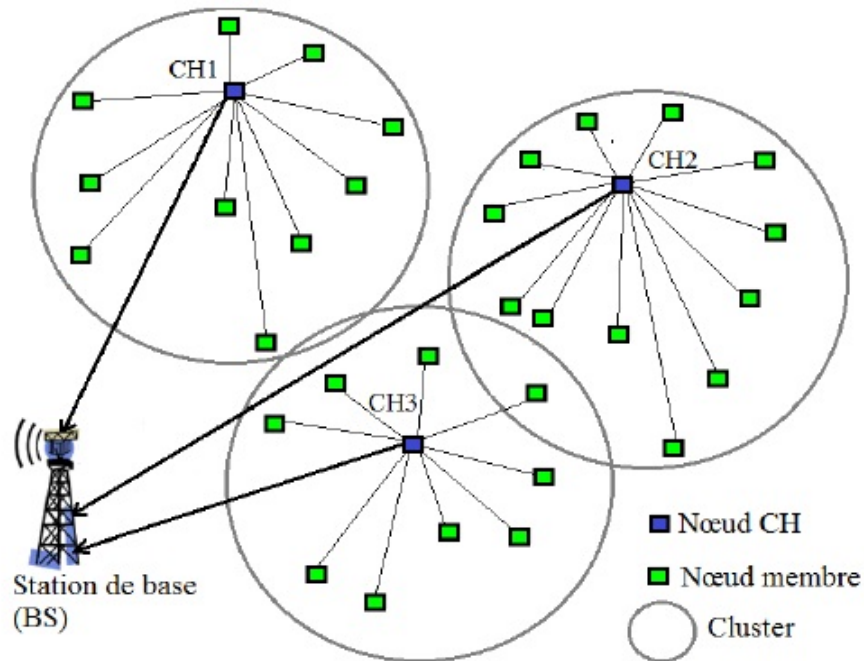 CH1
CH2
CH3
Nœud CH
Nœud membre
Cluster
Station de base
(BS)